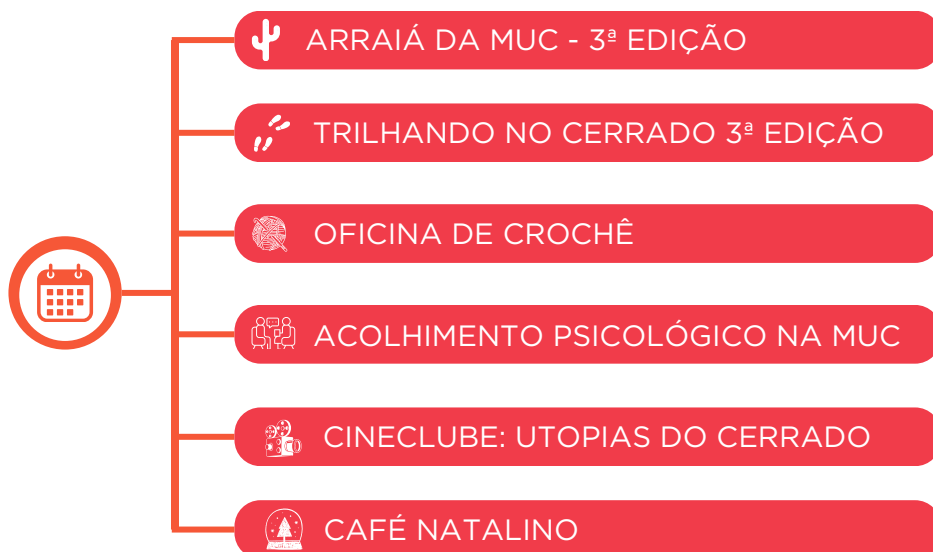 ARRAIÁ DA MUC - 3ª EDIÇÃO
TRILHANDO NO CERRADO 3ª EDIÇÃO
OFICINA DE CROCHÊ
ACOLHIMENTO PSICOLÓGICO NA MUC
CINECLUBE: UTOPIAS DO CERRADO
CAFÉ NATALINO